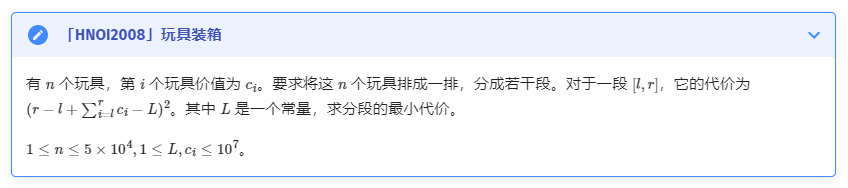 「HNOI2008」玩具装箱
有 n 个玩具，第 i 个玩具价值为 c_i。要求将这 n 个玩具排成一排，分成若干段。对于一段 [l, r]，它的代价为
(r − l + ∑_{i=l}^{r} c_i − L)^2。其中 L 是一个常量，求分段的最小代价。
1 ≤ n ≤ 5 × 10^4, 1 ≤ L, c_i ≤ 10^7。